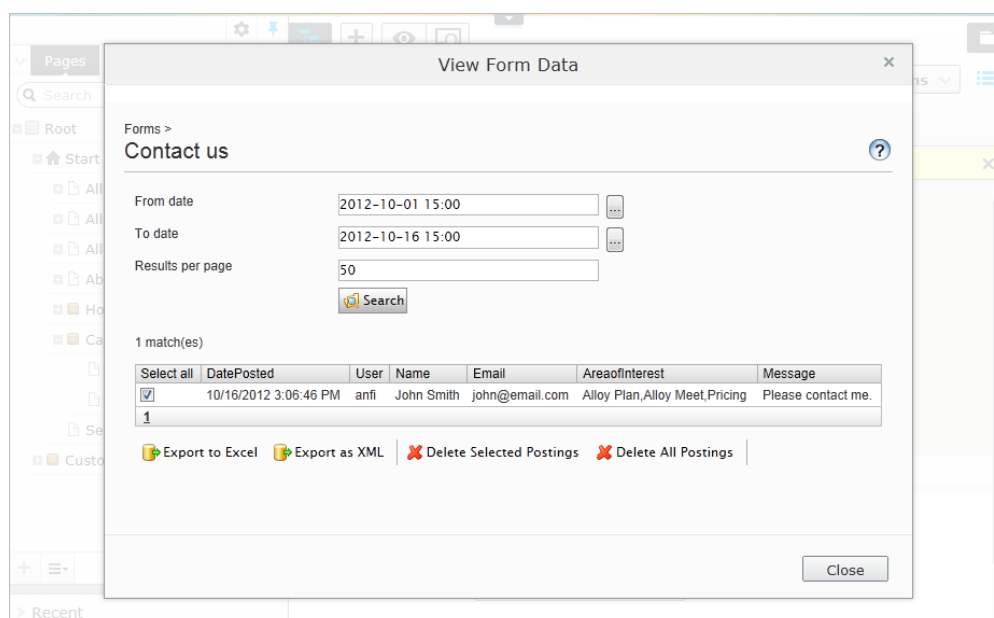 View Form Data
×
Pages
ns
Search
Root
Start
All
All
All
Ab
Ho
Ca
Se
Custo
Recent
Forms >
Contact us
?
From date
2012-10-01 15:00
...
To date
2012-10-16 15:00
...
Results per page
50
Search
1 match(es)
Select all DatePosted User Name Email AreaofInterest Message
10/16/2012 3:06:46 PM anfi John Smith john@email.com Alloy Plan,Alloy Meet,Pricing Please contact me.
1
Export to Excel Export as XML Delete Selected Postings Delete All Postings
Close